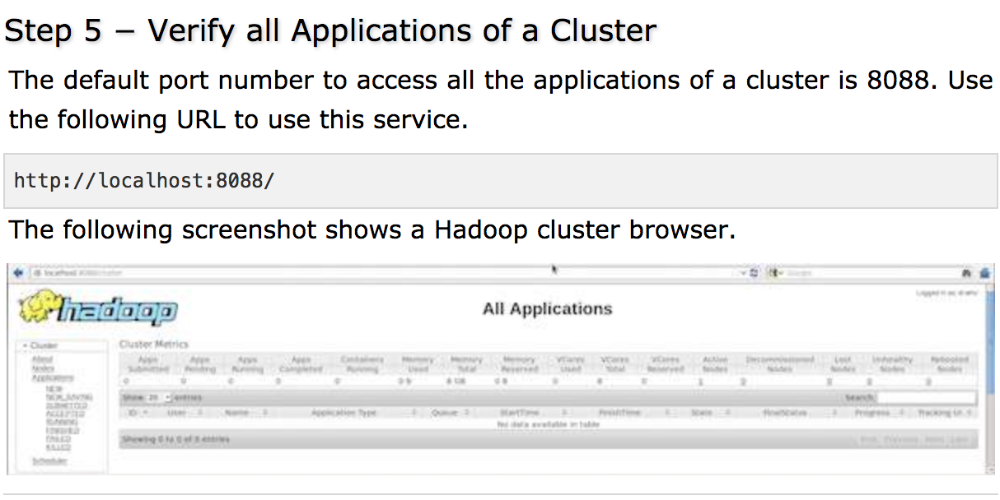 Step 5 − Verify all Applications of a Cluster
The default port number to access all the applications of a cluster is 8088. Use
the following URL to use this service.
http://localhost:8088/
The following screenshot shows a Hadoop cluster browser.
localhost:8088/cluster
Google
hadoop
All Applications
Logged in as: dr.who
Cluster
About
Nodes
Applications
NEW
NEW_SAVING
SUBMITTED
ACCEPTED
RUNNING
FINISHED
FAILED
KILLED
Scheduler
Cluster Metrics
Apps Submitted Apps Pending Apps Running Apps Completed Containers Running Memory Used Memory Total Memory Reserved VCores Used VCores Total VCores Reserved Active Nodes Decommissioned Nodes Lost Nodes Unhealthy Nodes Rebooted Nodes
0 0 0 0 0 0 B 8 GB 0 B 0 8 0 1 0 0 0 0
Show 20 entries Search:
ID User Name Application Type Queue StartTime FinishTime State FinalStatus Progress Tracking UI
No data available in table
Showing 0 to 0 of 0 entries First Previous Next Last